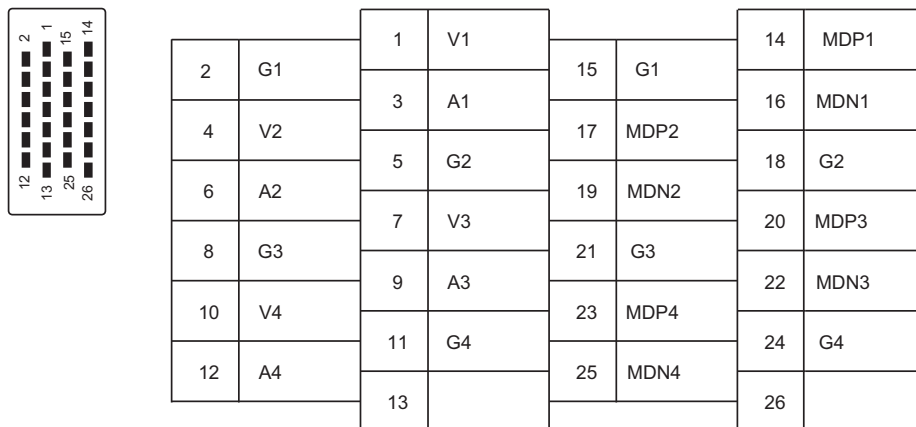 2 1 15 14
12 13 25 26
1 V1 14 MDP1
2 G1 15 G1
3 A1 16 MDN1
4 V2 17 MDP2
5 G2 18 G2
6 A2 19 MDN2
7 V3 20 MDP3
8 G3 21 G3
9 A3 22 MDN3
10 V4 23 MDP4
11 G4 24 G4
12 A4 25 MDN4
13 26